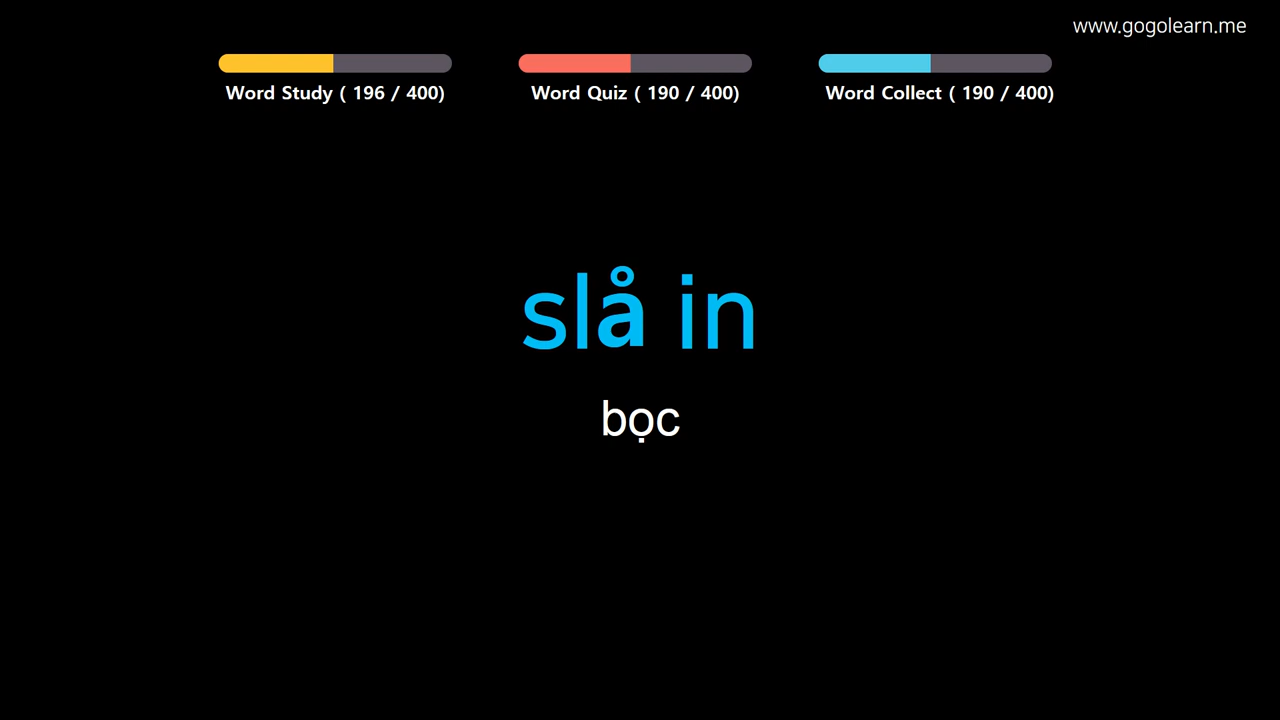 www.gogolearn.me
Word Study ( 196 / 400)
Word Quiz ( 190 / 400)
Word Collect ( 190 / 400)
slå in
bọc